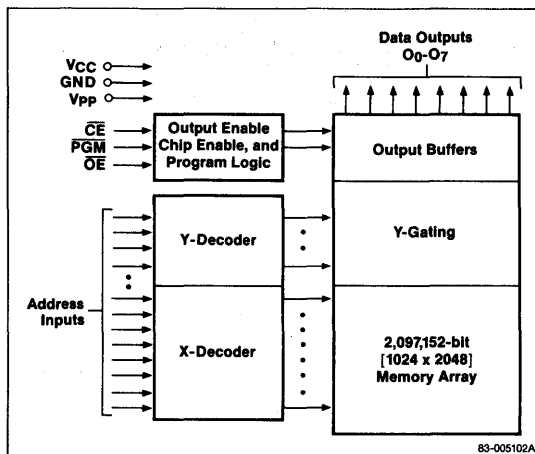 Data Outputs
O0-O7
VCC
GND
VPP
CE
PGM
OE
Output Enable
Chip Enable, and
Program Logic
Output Buffers
Y-Decoder
Y-Gating
Address
Inputs
X-Decoder
2,097,152-bit
[1024 x 2048]
Memory Array
83-005102A